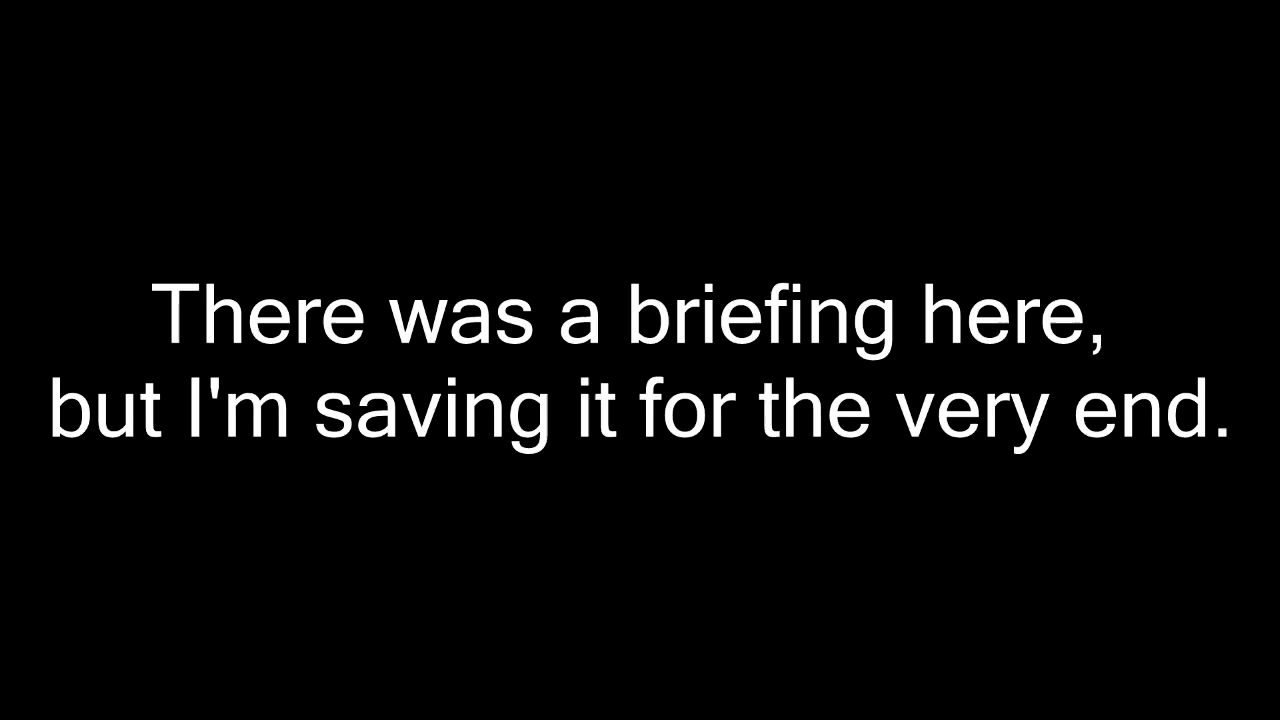 There was a briefing here,
but I'm saving it for the very end.